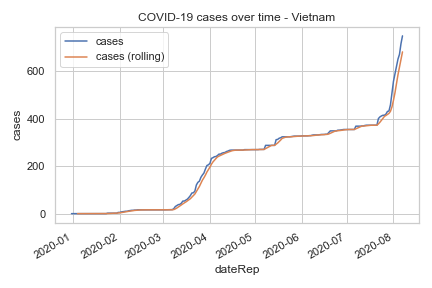 COVID-19 cases over time - Vietnam
cases
cases (rolling)
cases
600
400
200
0
2020-01
2020-02
2020-03
2020-04
2020-05
2020-06
2020-07
2020-08
dateRep